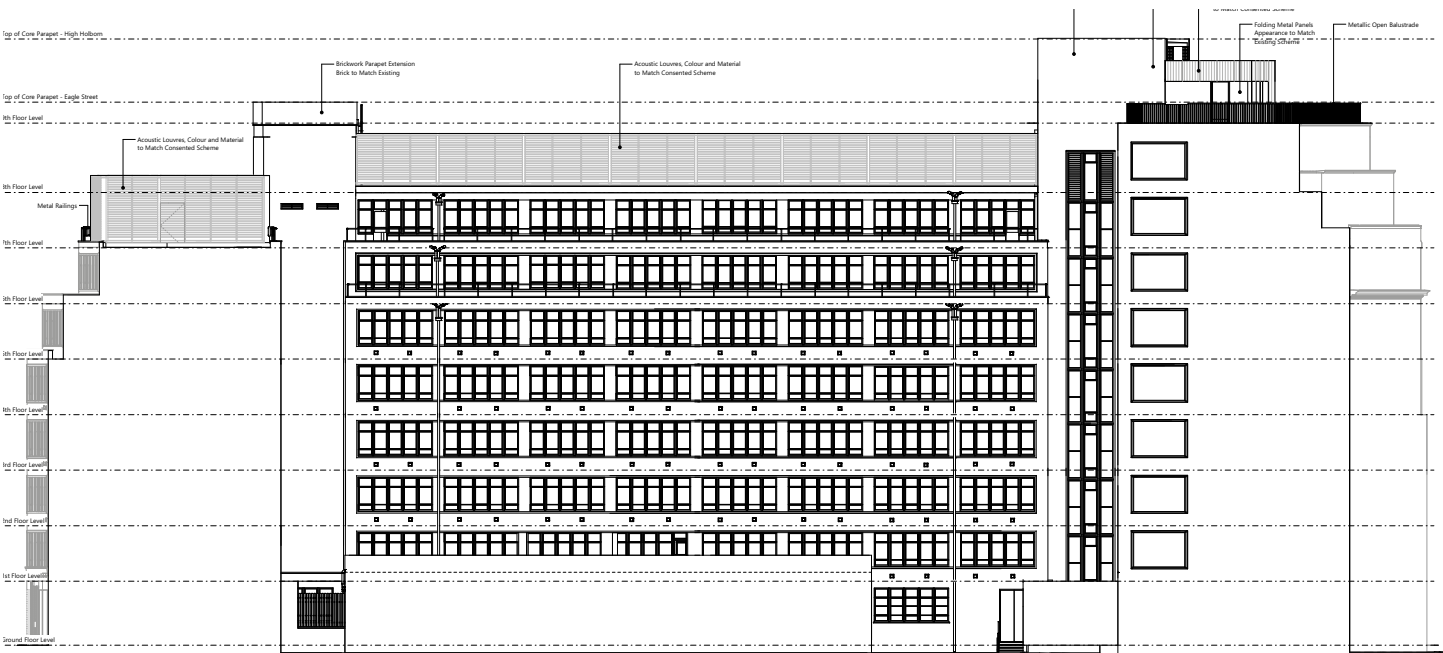 to Match Consented Scheme
Folding Metal Panels
Appearance to Match
Existing Scheme
Metallic Open Balustrade
Top of Core Parapet - High Holborn
Brickwork Parapet Extension
Brick to Match Existing
Acoustic Louvres, Colour and Material
to Match Consented Scheme
Top of Core Parapet - Eagle Street
9th Floor Level
Acoustic Louvres, Colour and Material
to Match Consented Scheme
8th Floor Level
Metal Railings
7th Floor Level
6th Floor Level
5th Floor Level
4th Floor Level
3rd Floor Level
2nd Floor Level
1st Floor Level
Ground Floor Level